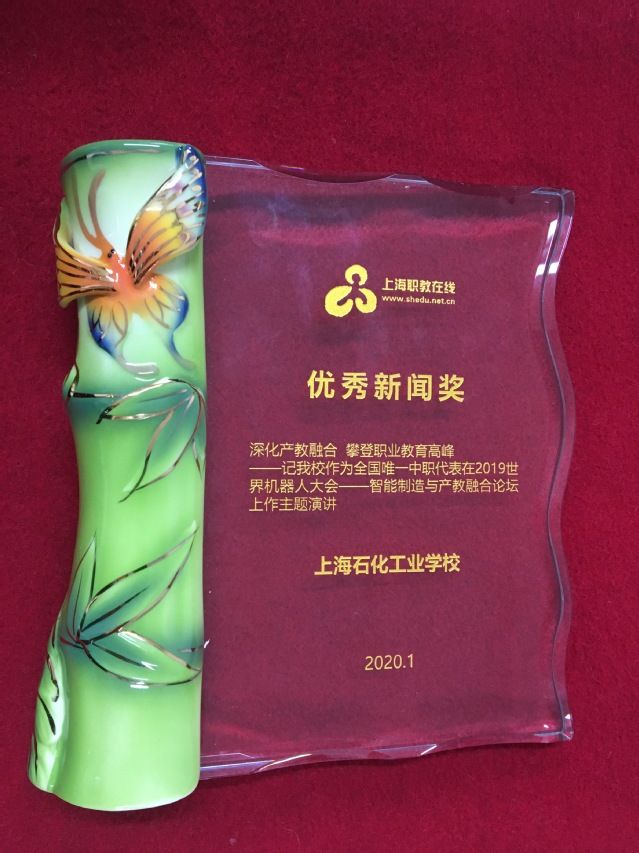 上海职教在线
www.shedu.net.cn
优秀新闻奖
深化产教融合 攀登职业教育高峰
——记我校作为全国唯一中职代表在2019世
界机器人大会——智能制造与产教融合论坛
上作主题演讲
上海石化工业学校
2020.1